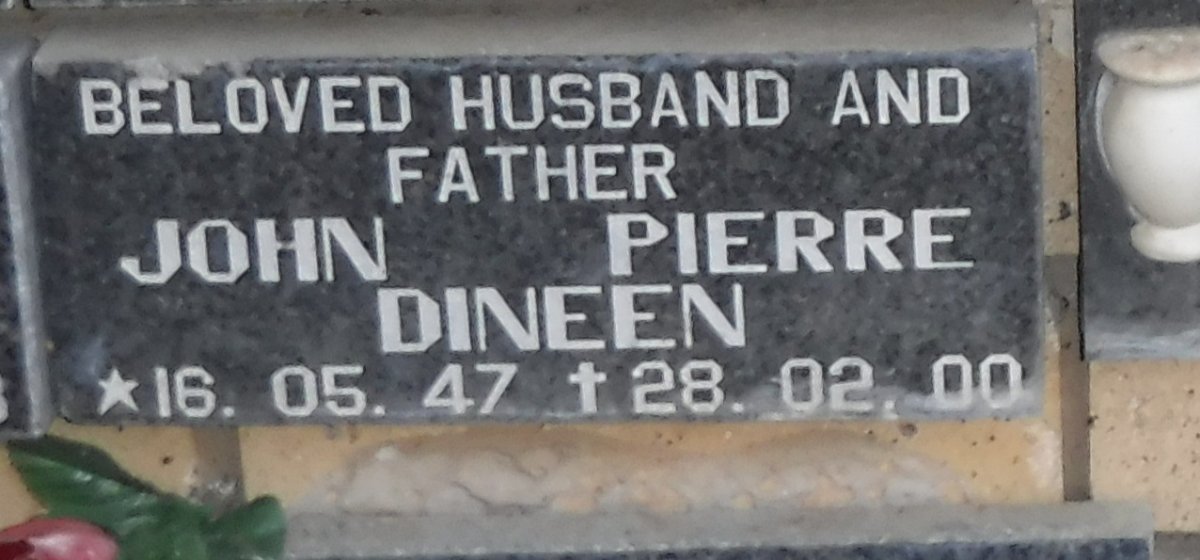 BELOVED HUSBAND AND
FATHER
JOHN PIERRE
DINEEN
★16. 05. 47 ✝28. 02. 00